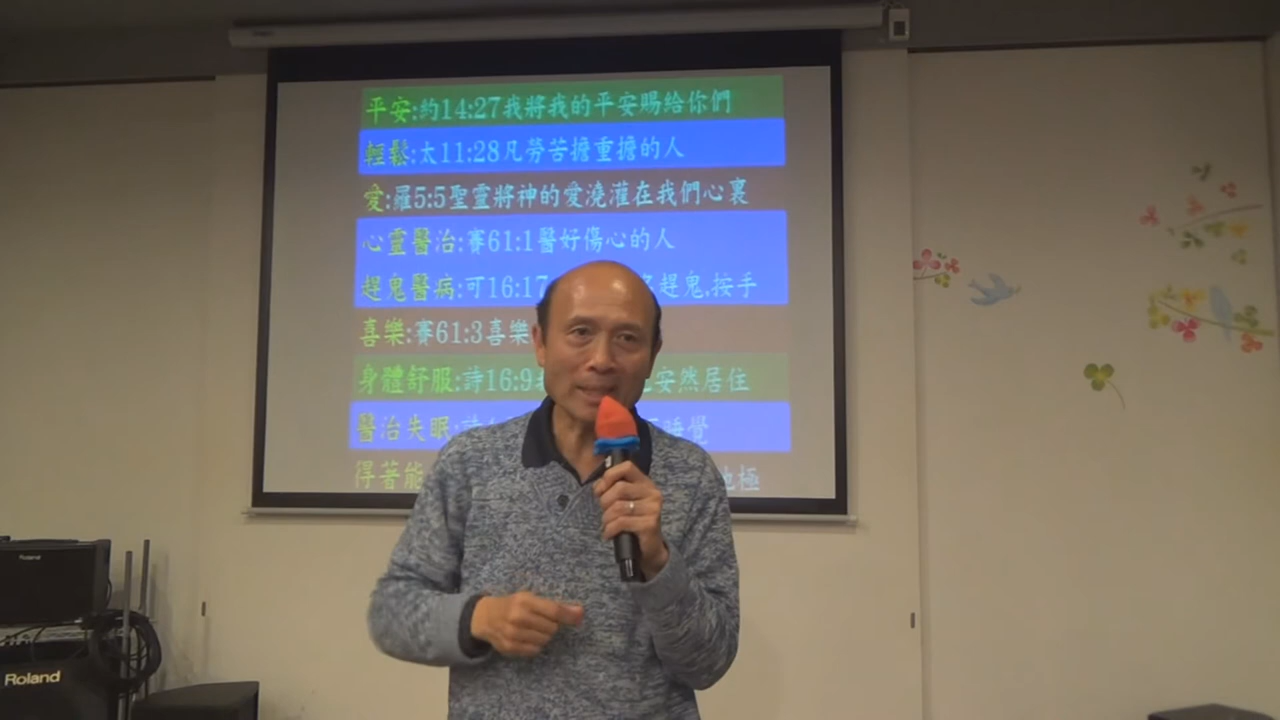 平安:約14:27我將我的平安賜給你們
輕鬆:太11:28凡勞苦擔重擔的人
愛:羅5:5聖靈將神的愛澆灌在我們心裏
心靈醫治:賽61:1醫好傷心的人
趕鬼醫病:可16:17 名趕鬼,按手
喜樂:賽61:3喜樂
身體舒服:詩16:9 安然居住
醫治失眠:詩 睡覺
得著能 地極
Roland
Roland